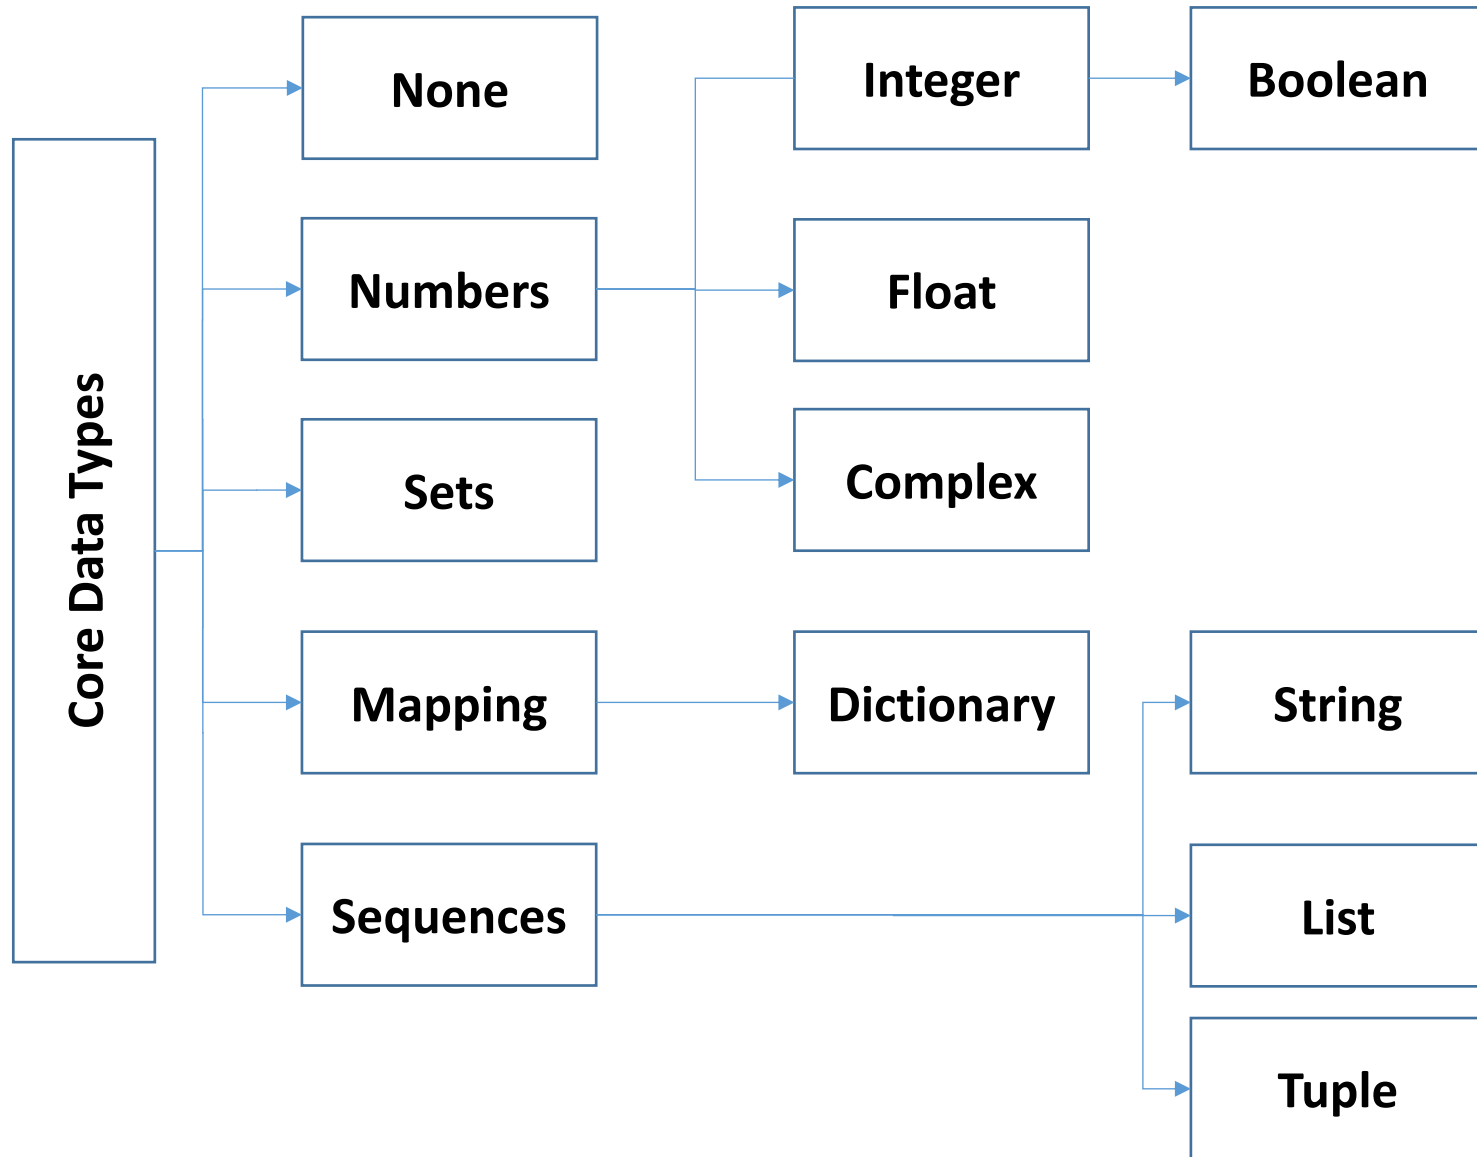 Core Data Types
None
Numbers
Sets
Mapping
Sequences
Integer
Float
Complex
Dictionary
Boolean
String
List
Tuple